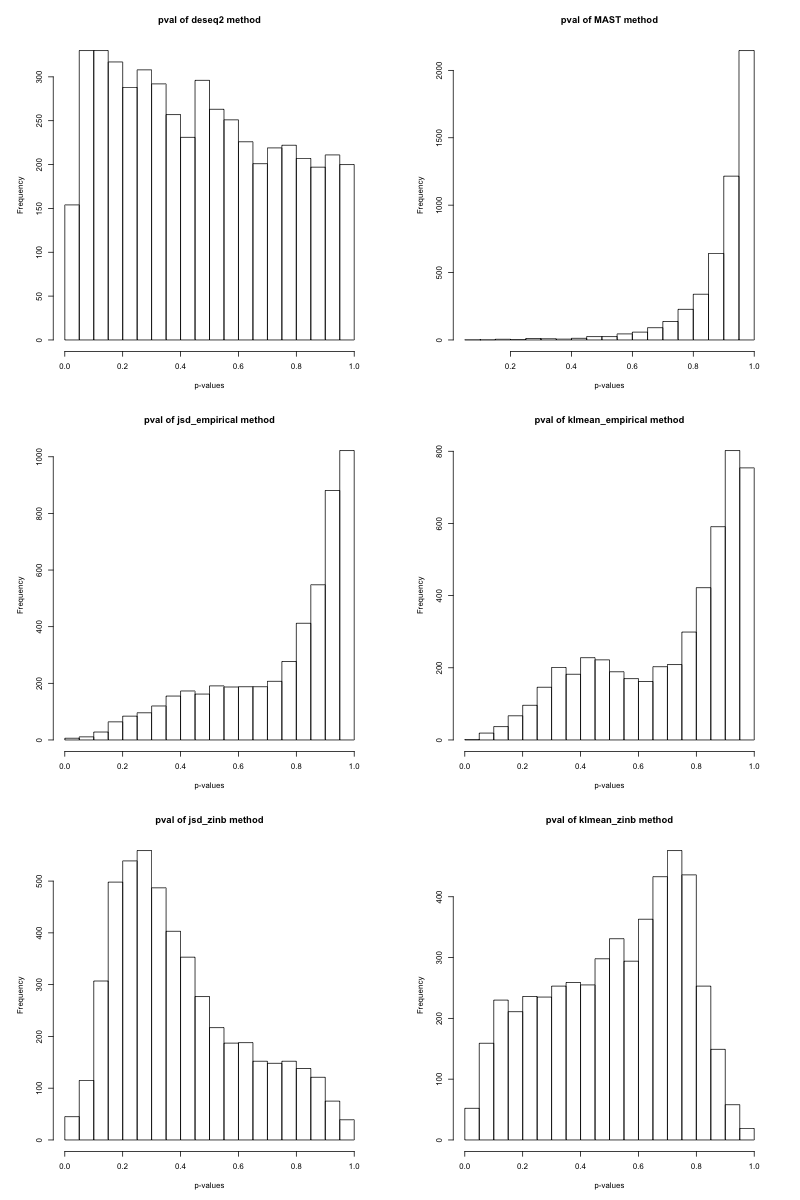 pval of deseq2 method
Frequency
0 50 100 150 200 250 300
0.0 0.2 0.4 0.6 0.8 1.0
p-values
pval of MAST method
Frequency
0 500 1000 1500 2000
0.2 0.4 0.6 0.8 1.0
p-values
pval of jsd_empirical method
Frequency
0 200 400 600 800 1000
0.0 0.2 0.4 0.6 0.8 1.0
p-values
pval of klmean_empirical method
Frequency
0 200 400 600 800
0.0 0.2 0.4 0.6 0.8 1.0
p-values
pval of jsd_zinb method
Frequency
0 100 200 300 400 500
0.0 0.2 0.4 0.6 0.8 1.0
p-values
pval of klmean_zinb method
Frequency
0 100 200 300 400
0.0 0.2 0.4 0.6 0.8 1.0
p-values